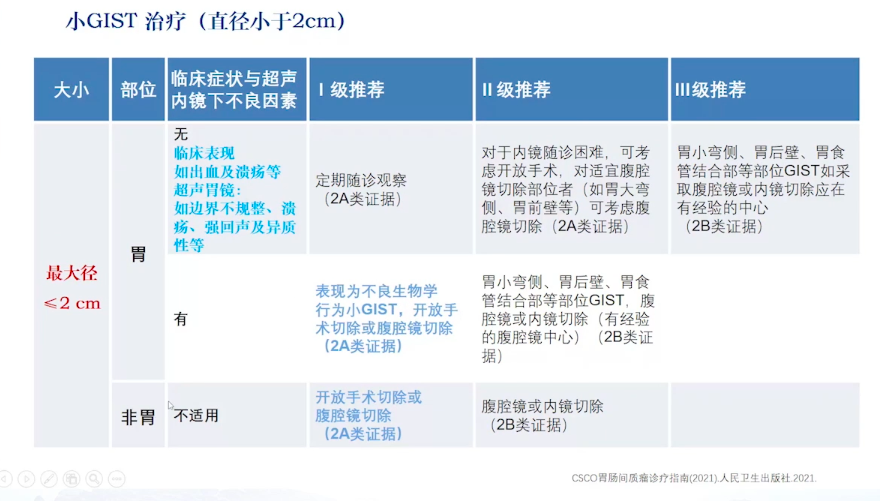 小GIST 治疗（直径小于2cm）
大小
部位
临床症状与超声
内镜下不良因素
I 级推荐
II 级推荐
III级推荐
最大径
≤2 cm
胃
无
临床表现
如出血及溃疡等
超声胃镜：
如边界不规整、溃
疡、强回声及异质
性等
定期随诊观察
（2A类证据）
对于内镜随诊困难，可考
虑开放手术，对适宜腹腔
镜切除部位者（如胃大弯
侧、胃前壁等）可考虑腹
腔镜切除（2A类证据）
胃小弯侧、胃后壁、胃食
管结合部等部位GIST如采
取腹腔镜或内镜切除应在
有经验的中心
（2B类证据）
有
表现为不良生物学
行为小GIST，开放手
术切除或腹腔镜切除
（2A类证据）
胃小弯侧、胃后壁、胃食
管结合部等部位GIST，腹
腔镜或内镜切除（有经验
的腹腔镜中心）（2B类证
据）
非胃
不适用
开放手术切除或
腹腔镜切除
（2A类证据）
腹腔镜或内镜切除
（2B类证据）
CSCO胃肠间质瘤诊疗指南(2021).人民卫生出版社.2021.